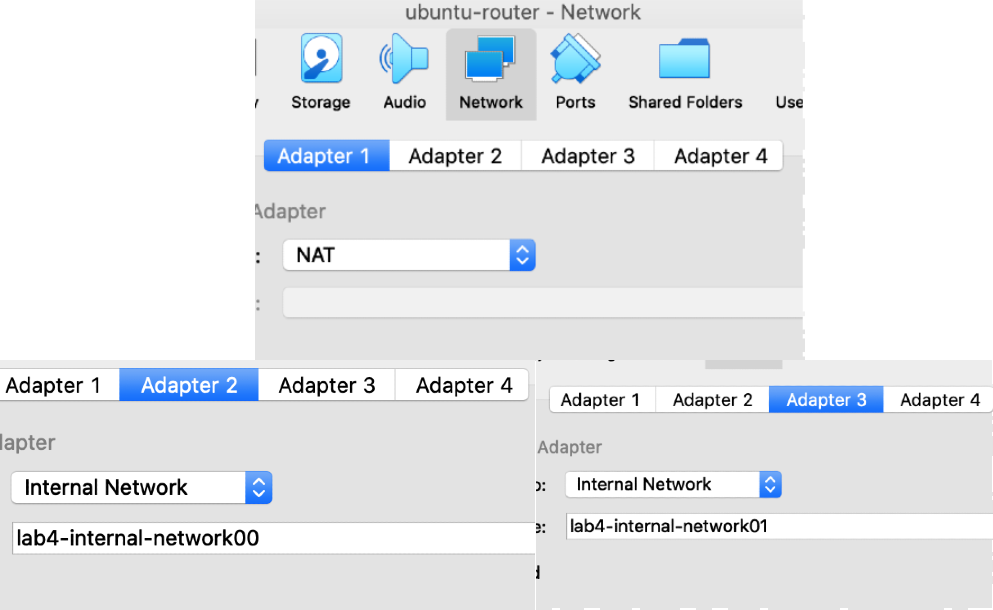 ubuntu-router - Network
Storage Audio Network Ports Shared Folders Use
Adapter 1 Adapter 2 Adapter 3 Adapter 4
Adapter
: NAT
:
Adapter 1 Adapter 2 Adapter 3 Adapter 4
dapter
Internal Network
lab4-internal-network00
Adapter 1 Adapter 2 Adapter 3 Adapter 4
Adapter
Internal Network
e: lab4-internal-network01